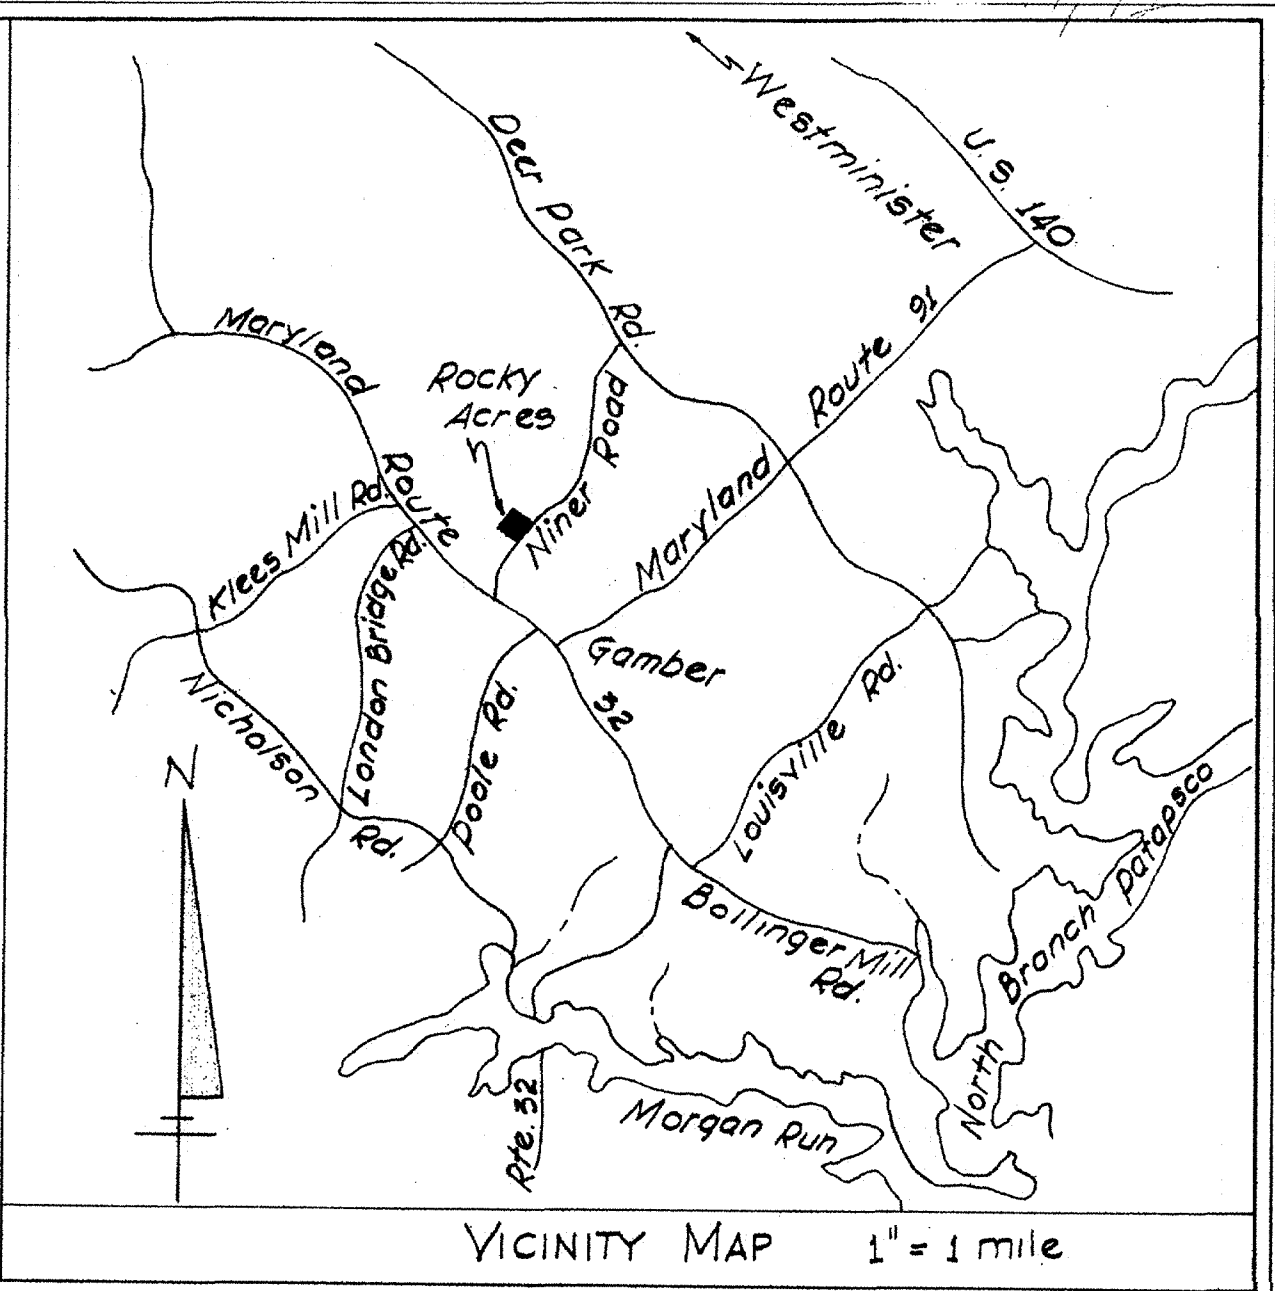 Westminister
U.S. 140
Deer Park Rd.
Maryland Route 91
Maryland Route 32
Rocky
Acres
Niner Road
Klees Mill Rd.
London Bridge Rd.
Gamber
Nicholson Rd.
Poole Rd.
Louisville Rd.
N
Bollinger Mill
Rd.
North Branch Patapsco
Rte. 32
Morgan Run
VICINITY MAP 1" = 1 mile